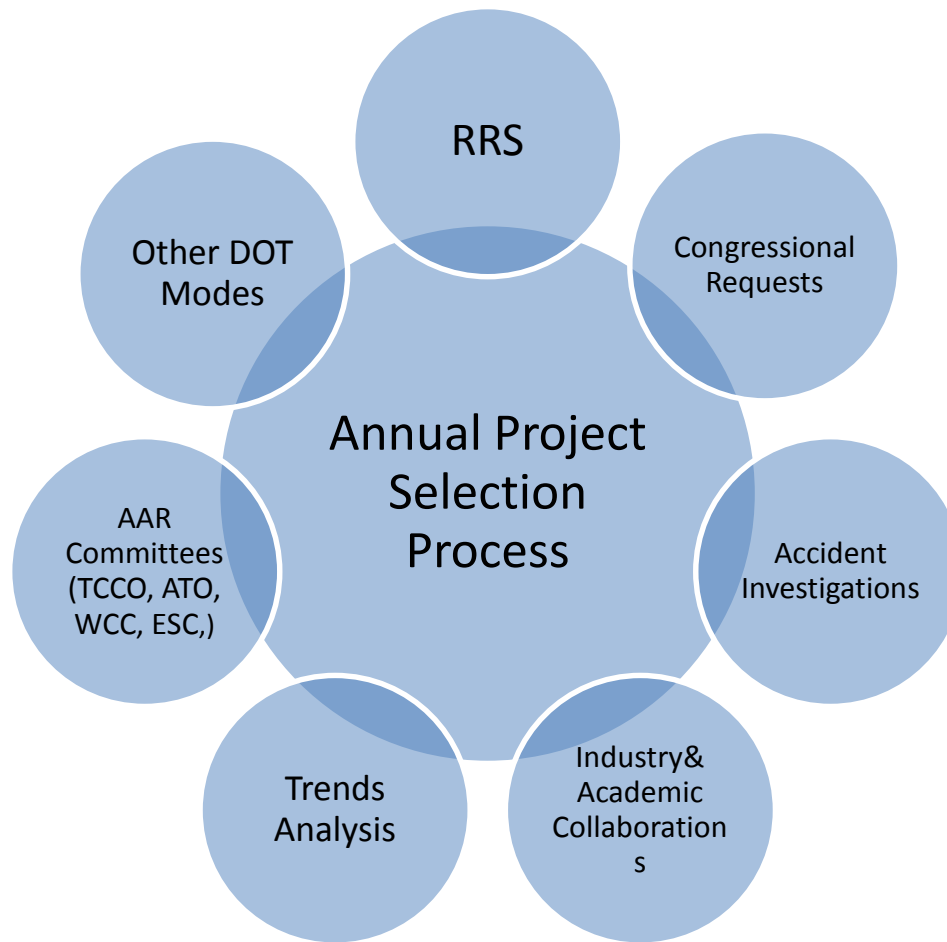 RRS
Other DOT
Modes
Congressional
Requests
Annual Project
Selection
Process
AAR
Committees
(TCCO, ATO,
WCC, ESC,)
Accident
Investigations
Trends
Analysis
Industry&
Academic
Collaboration
s